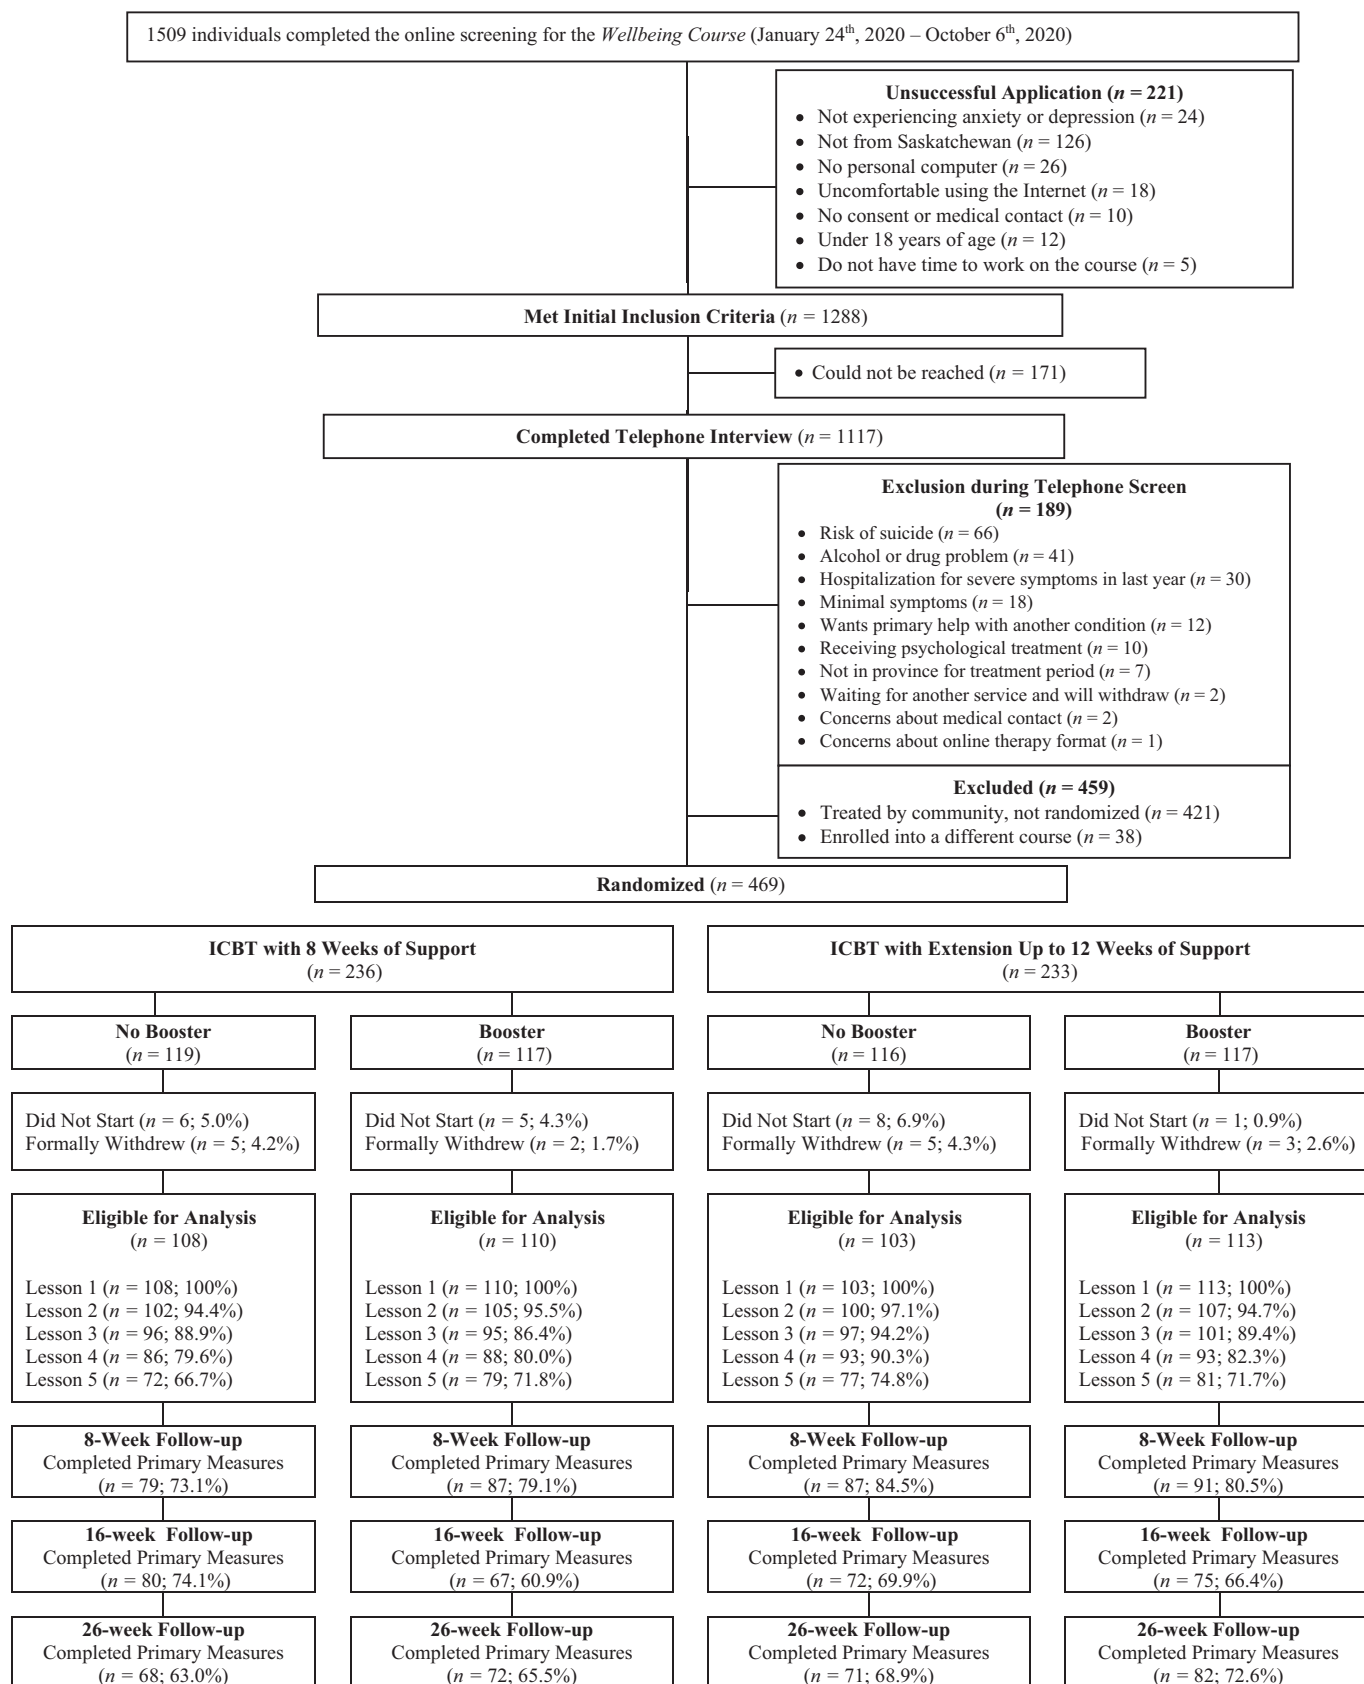 1509 individuals completed the online screening for the Wellbeing Course (January 24th, 2020 – October 6th, 2020)
Unsuccessful Application (n = 221)
• Not experiencing anxiety or depression (n = 24)
• Not from Saskatchewan (n = 126)
• No personal computer (n = 26)
• Uncomfortable using the Internet (n = 18)
• No consent or medical contact (n = 10)
• Under 18 years of age (n = 12)
• Do not have time to work on the course (n = 5)
Met Initial Inclusion Criteria (n = 1288)
• Could not be reached (n = 171)
Completed Telephone Interview (n = 1117)
Exclusion during Telephone Screen
(n = 189)
• Risk of suicide (n = 66)
• Alcohol or drug problem (n = 41)
• Hospitalization for severe symptoms in last year (n = 30)
• Minimal symptoms (n = 18)
• Wants primary help with another condition (n = 12)
• Receiving psychological treatment (n = 10)
• Not in province for treatment period (n = 7)
• Waiting for another service and will withdraw (n = 2)
• Concerns about medical contact (n = 2)
• Concerns about online therapy format (n = 1)
Excluded (n = 459)
• Treated by community, not randomized (n = 421)
• Enrolled into a different course (n = 38)
Randomized (n = 469)
ICBT with 8 Weeks of Support
(n = 236)
No Booster
(n = 119)
Did Not Start (n = 6; 5.0%)
Formally Withdrew (n = 5; 4.2%)
Eligible for Analysis
(n = 108)
Lesson 1 (n = 108; 100%)
Lesson 2 (n = 102; 94.4%)
Lesson 3 (n = 96; 88.9%)
Lesson 4 (n = 86; 79.6%)
Lesson 5 (n = 72; 66.7%)
8-Week Follow-up
Completed Primary Measures
(n = 79; 73.1%)
16-week Follow-up
Completed Primary Measures
(n = 80; 74.1%)
26-week Follow-up
Completed Primary Measures
(n = 68; 63.0%)
Booster
(n = 117)
Did Not Start (n = 5; 4.3%)
Formally Withdrew (n = 2; 1.7%)
Eligible for Analysis
(n = 110)
Lesson 1 (n = 110; 100%)
Lesson 2 (n = 105; 95.5%)
Lesson 3 (n = 95; 86.4%)
Lesson 4 (n = 88; 80.0%)
Lesson 5 (n = 79; 71.8%)
8-Week Follow-up
Completed Primary Measures
(n = 87; 79.1%)
16-week Follow-up
Completed Primary Measures
(n = 67; 60.9%)
26-week Follow-up
Completed Primary Measures
(n = 72; 65.5%)
ICBT with Extension Up to 12 Weeks of Support
(n = 233)
No Booster
(n = 116)
Did Not Start (n = 8; 6.9%)
Formally Withdrew (n = 5; 4.3%)
Eligible for Analysis
(n = 103)
Lesson 1 (n = 103; 100%)
Lesson 2 (n = 100; 97.1%)
Lesson 3 (n = 97; 94.2%)
Lesson 4 (n = 93; 90.3%)
Lesson 5 (n = 77; 74.8%)
8-Week Follow-up
Completed Primary Measures
(n = 87; 84.5%)
16-week Follow-up
Completed Primary Measures
(n = 72; 69.9%)
26-week Follow-up
Completed Primary Measures
(n = 71; 68.9%)
Booster
(n = 117)
Did Not Start (n = 1; 0.9%)
Formally Withdrew (n = 3; 2.6%)
Eligible for Analysis
(n = 113)
Lesson 1 (n = 113; 100%)
Lesson 2 (n = 107; 94.7%)
Lesson 3 (n = 101; 89.4%)
Lesson 4 (n = 93; 82.3%)
Lesson 5 (n = 81; 71.7%)
8-Week Follow-up
Completed Primary Measures
(n = 91; 80.5%)
16-week Follow-up
Completed Primary Measures
(n = 75; 66.4%)
26-week Follow-up
Completed Primary Measures
(n = 82; 72.6%)